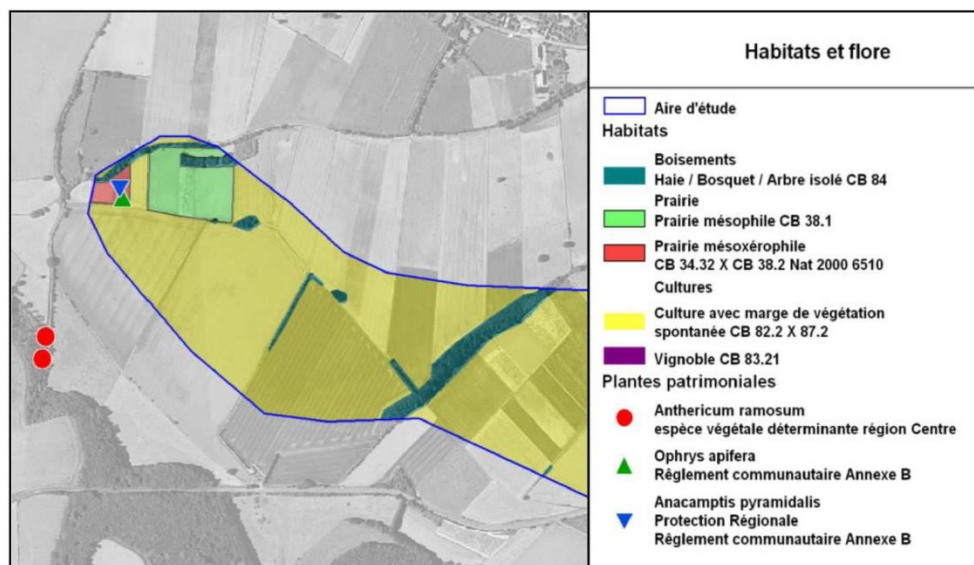 Habitats et flore
Aire d'étude
Habitats
Boisements
Haie / Bosquet / Arbre isolé CB 84
Prairie
Prairie mésophile CB 38.1
Prairie mésoxérophile
CB 34.32 X CB 38.2 Nat 2000 6510
Cultures
Culture avec marge de végétation
spontanée CB 82.2 X 87.2
Vignoble CB 83.21
Plantes patrimoniales
Anthericum ramosum
espèce végétale déterminante région Centre
Ophrys apifera
Rêglement communautaire Annexe B
Anacamptis pyramidalis
Protection Régionale
Rêglement communautaire Annexe B